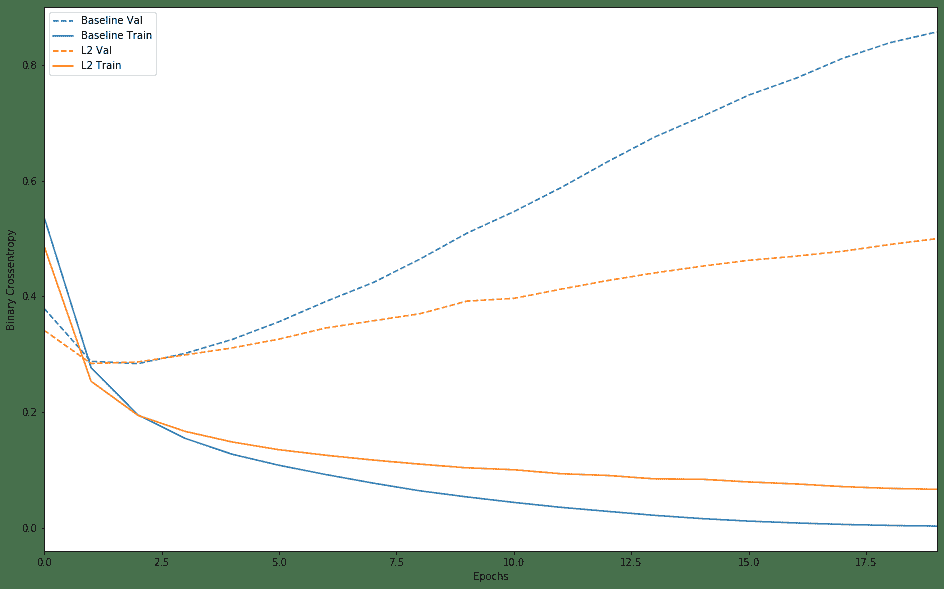 Baseline Val
Baseline Train
L2 Val
L2 Train
Binary Crossentropy
0.8
0.6
0.4
0.2
0.0
0.0 2.5 5.0 7.5 10.0 12.5 15.0 17.5
Epochs